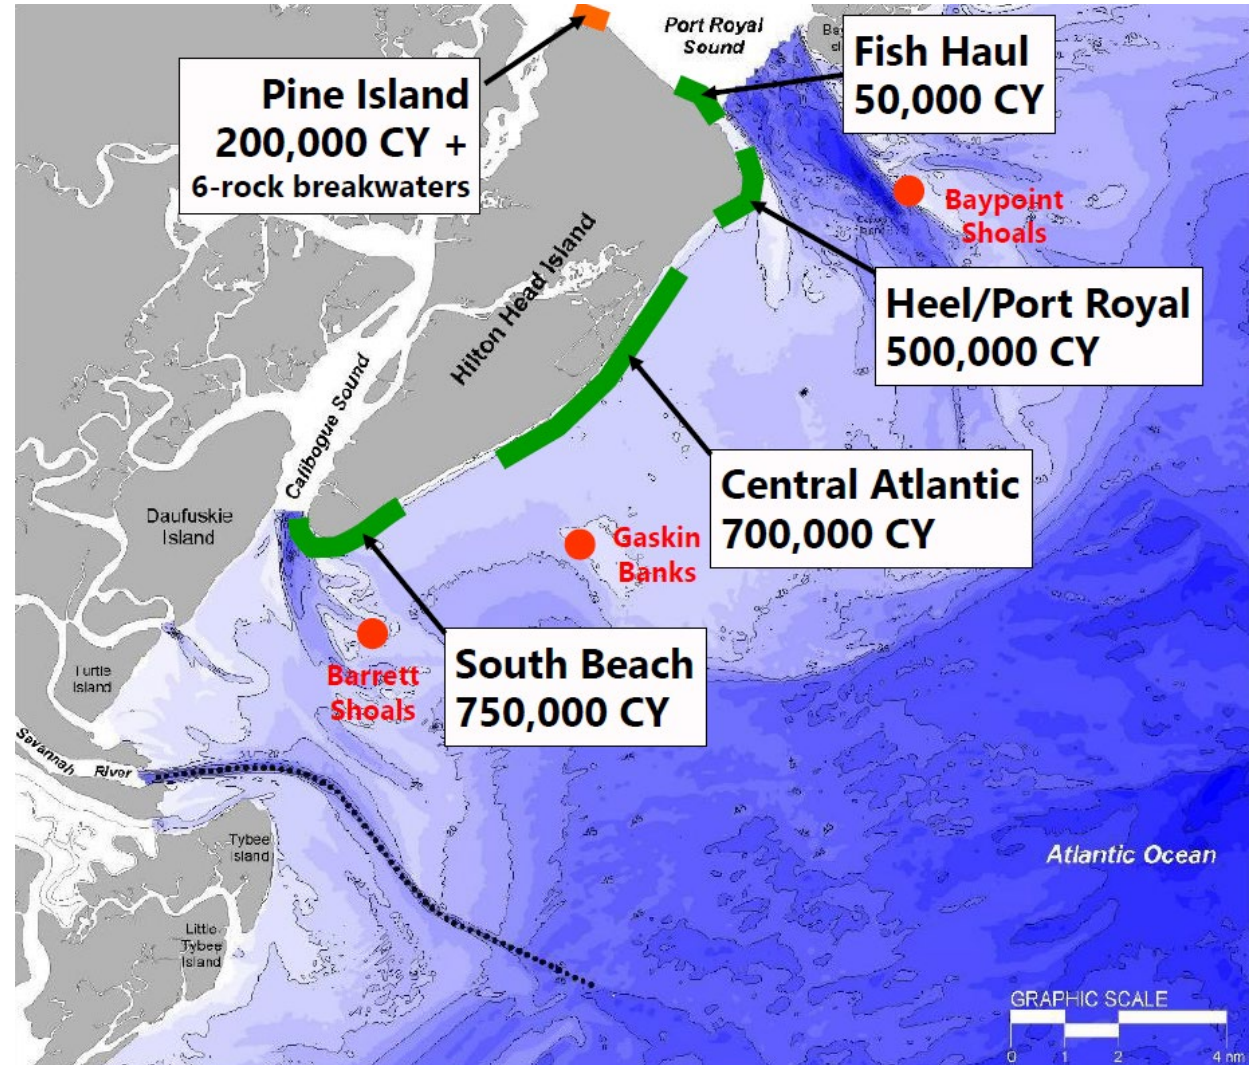 Port Royal
Sound
Fish Haul
50,000 CY
Pine Island
200,000 CY +
6-rock breakwaters
Baypoint
Shoals
Hilton Head Island
Heel/Port Royal
500,000 CY
Calibogue Sound
Central Atlantic
700,000 CY
Daufuskie
Island
Gaskin
Banks
South Beach
750,000 CY
Barrett
Shoals
Turtle
Island
Savannah River
Tybee
Island
Atlantic Ocean
Little
Tybee
Island
GRAPHIC SCALE
0 1 2 4 nm